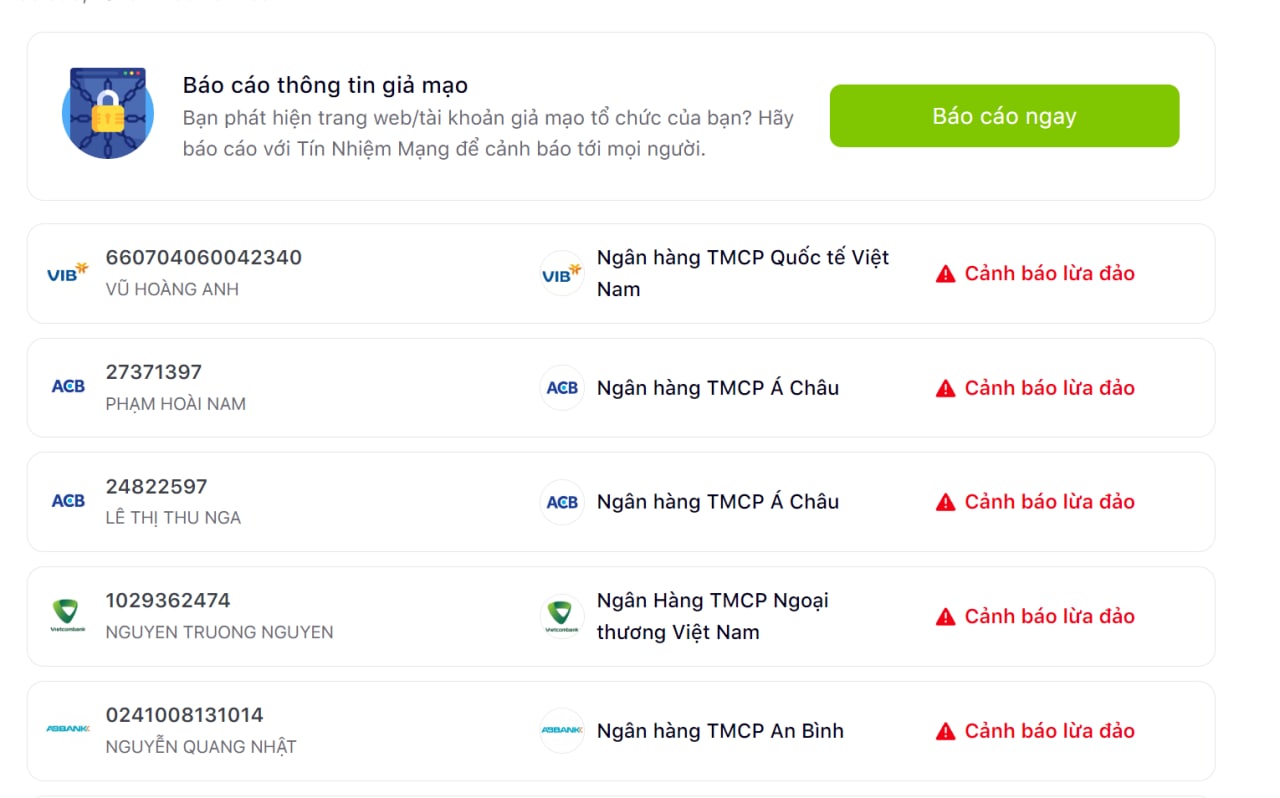 Báo cáo thông tin giả mạo
Bạn phát hiện trang web/tài khoản giả mạo tổ chức của bạn? Hãy
báo cáo với Tín Nhiệm Mạng để cảnh báo tới mọi người.
Báo cáo ngay
VIB
660704060042340
VŨ HOÀNG ANH
VIB
Ngân hàng TMCP Quốc tế Việt
Nam
Cảnh báo lừa đảo
ACB
27371397
PHẠM HOÀI NAM
ACB
Ngân hàng TMCP Á Châu
Cảnh báo lừa đảo
ACB
24822597
LÊ THỊ THU NGA
ACB
Ngân hàng TMCP Á Châu
Cảnh báo lừa đảo
Vietcombank
1029362474
NGUYEN TRUONG NGUYEN
Vietcombank
Ngân Hàng TMCP Ngoại
thương Việt Nam
Cảnh báo lừa đảo
ABBANK
0241008131014
NGUYỄN QUANG NHẬT
ABBANK
Ngân hàng TMCP An Bình
Cảnh báo lừa đảo